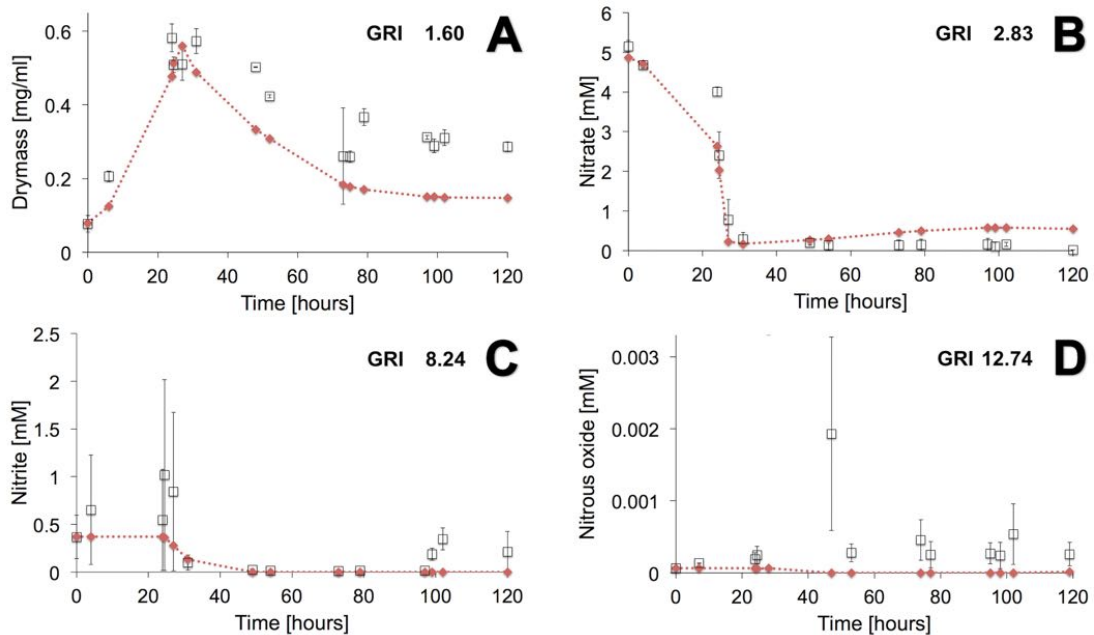 GRI 1.60 A
0.6
0.4
0.2
0
Drymass [mg/ml]
0 20 40 60 80 100 120
Time [hours]
GRI 2.83 B
6
5
4
3
2
1
0
Nitrate [mM]
0 20 40 60 80 100 120
Time [hours]
GRI 8.24 C
2.5
2
1.5
1
0.5
0
Nitrite [mM]
0 20 40 60 80 100 120
Time [hours]
GRI 12.74 D
0.003
0.002
0.001
0
Nitrous oxide [mM]
0 20 40 60 80 100 120
Time [hours]